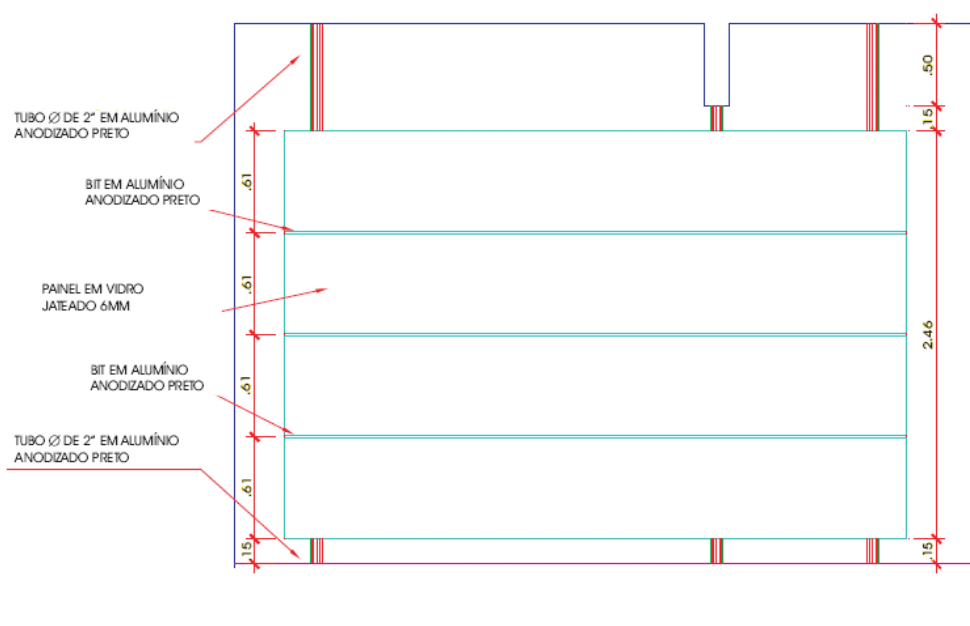 .50
.15
TUBO Ø DE 2" EM ALUMÍNIO
ANODIZADO PRETO
.61
BIT EM ALUMÍNIO
ANODIZADO PRETO
.61
PAINEL EM VIDRO
JATEADO 6MM
2.46
BIT EM ALUMÍNIO
ANODIZADO PRETO
.61
TUBO Ø DE 2" EM ALUMÍNIO
ANODIZADO PRETO
.61
.15
.15